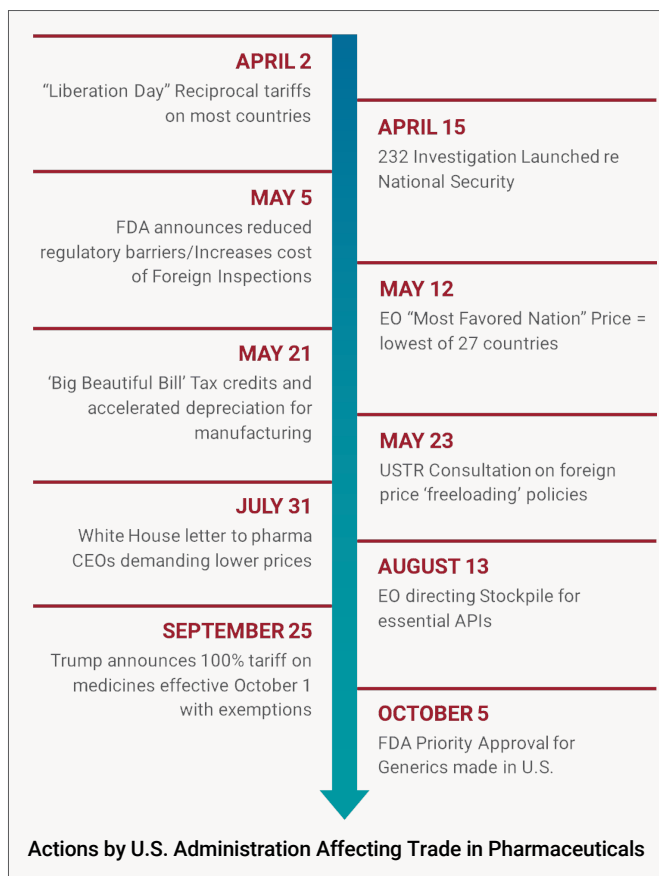 APRIL 2
“Liberation Day” Reciprocal tariffs
on most countries
APRIL 15
232 Investigation Launched re
National Security
MAY 5
FDA announces reduced
regulatory barriers/Increases cost
of Foreign Inspections
MAY 12
EO “Most Favored Nation” Price =
lowest of 27 countries
MAY 21
‘Big Beautiful Bill’ Tax credits and
accelerated depreciation for
manufacturing
MAY 23
USTR Consultation on foreign
price ‘freeloading’ policies
JULY 31
White House letter to pharma
CEOs demanding lower prices
AUGUST 13
EO directing Stockpile for
essential APIs
SEPTEMBER 25
Trump announces 100% tariff on
medicines effective October 1
with exemptions
OCTOBER 5
FDA Priority Approval for
Generics made in U.S.
Actions by U.S. Administration Affecting Trade in Pharmaceuticals